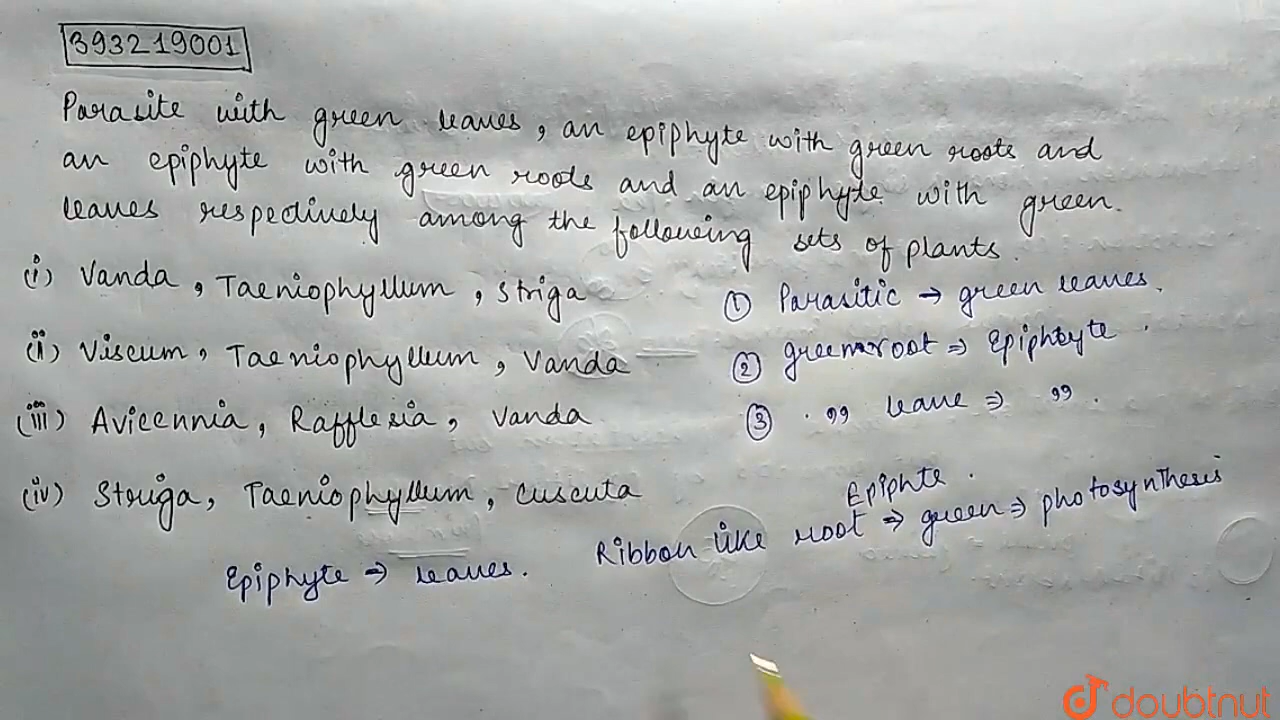 393219001
Parasite with green leaves, an epiphyte with green roots and
an epiphyte with green roots and an epiphyte with green.
leaves respectively among the following sets of plants.
(i) Vanda, Taeniophyllum, Striga
(ii) Viscum, Taeniophyllum, Vanda
(iii) Avicennia, Rafflesia, Vanda
(iv) Striga, Taeniophyllum, Cuscuta
① Parasitic → green leaves.
② green root ⇒ Epiphtyte.
③ " leave ⇒ ".
Epiphte.
Ribbon like root ⇒ green ⇒ photosynthesis
Epiphyte ⇒ leaves.
doubtnut